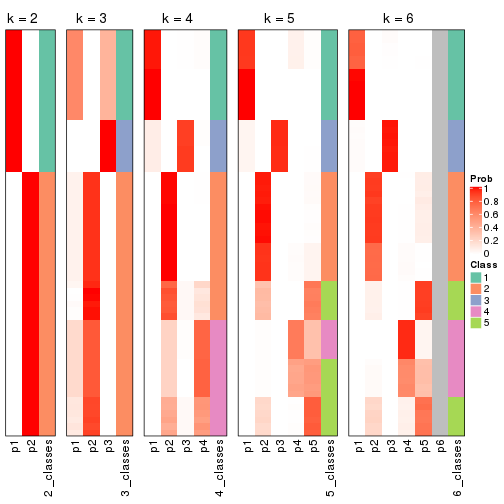 k = 2
k = 3
k = 4
k = 5
k = 6
Prob
1
0.8
0.6
0.4
0.2
0
Class
1
2
3
4
5
p1
p2
2_classes
p1
p2
p3
3_classes
p1
p2
p3
p4
4_classes
p1
p2
p3
p4
p5
5_classes
p1
p2
p3
p4
p5
p6
6_classes